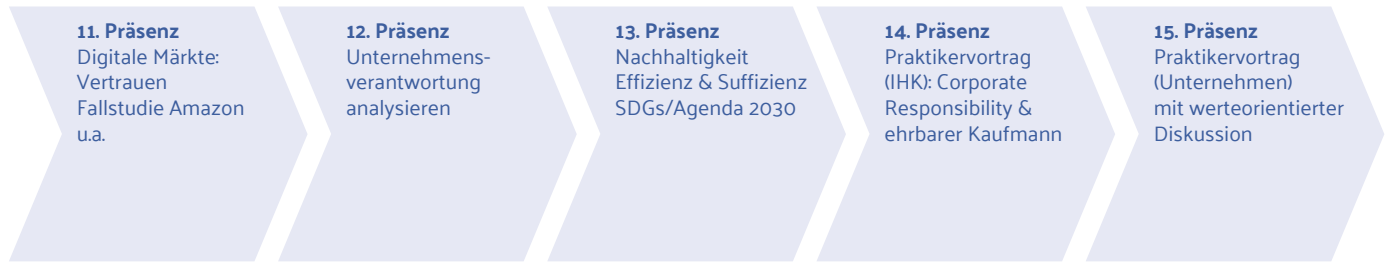 11. Präsenz
Digitale Märkte:
Vertrauen
Fallstudie Amazon
u.a.
12. Präsenz
Unternehmens-
verantwortung
analysieren
13. Präsenz
Nachhaltigkeit
Effizienz & Suffizienz
SDGs/Agenda 2030
14. Präsenz
Praktikervortrag
(IHK): Corporate
Responsibility &
ehrbarer Kaufmann
15. Präsenz
Praktikervortrag
(Unternehmen)
mit werteorientierter
Diskussion